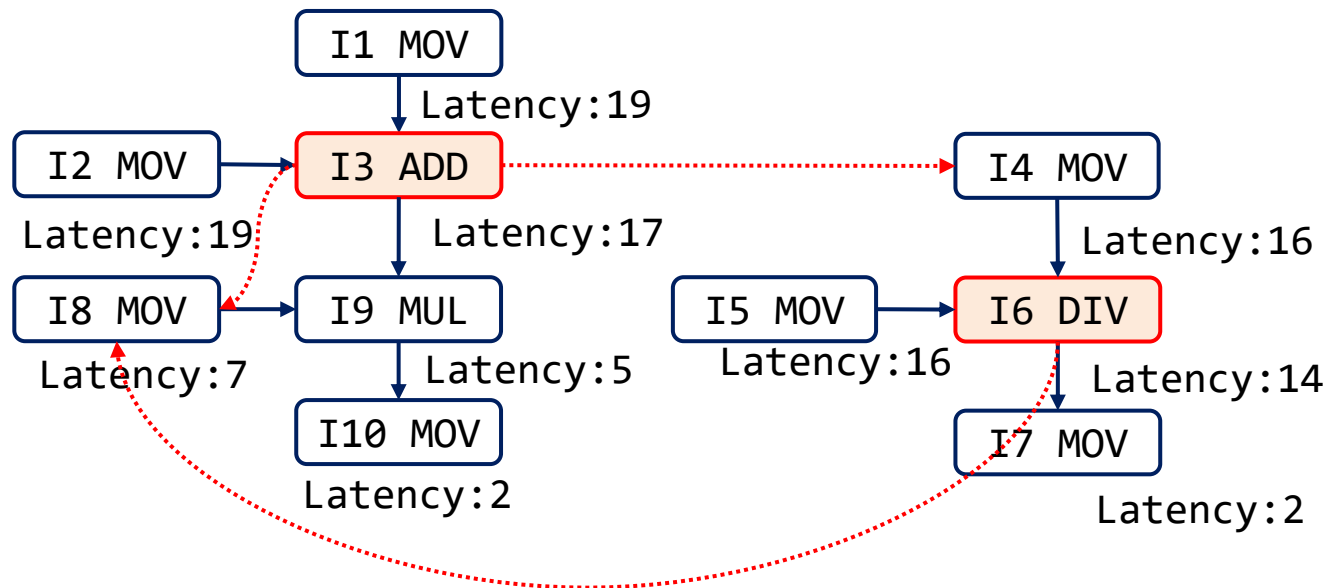 I1 MOV
Latency:19
I2 MOV
I3 ADD
I4 MOV
Latency:19
Latency:17
Latency:16
I8 MOV
I9 MUL
I5 MOV
I6 DIV
Latency:7
Latency:5
Latency:16
Latency:14
I10 MOV
I7 MOV
Latency:2
Latency:2